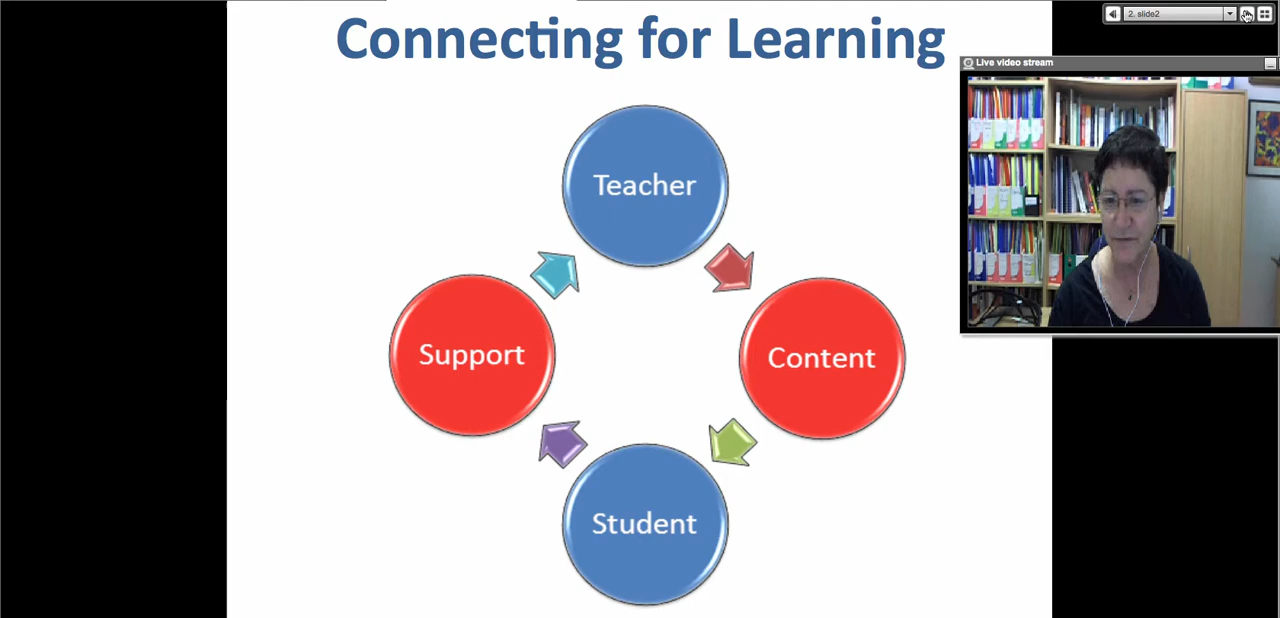 Connecting for Learning
2. slide2
Live video stream
Teacher
Support
Content
Student